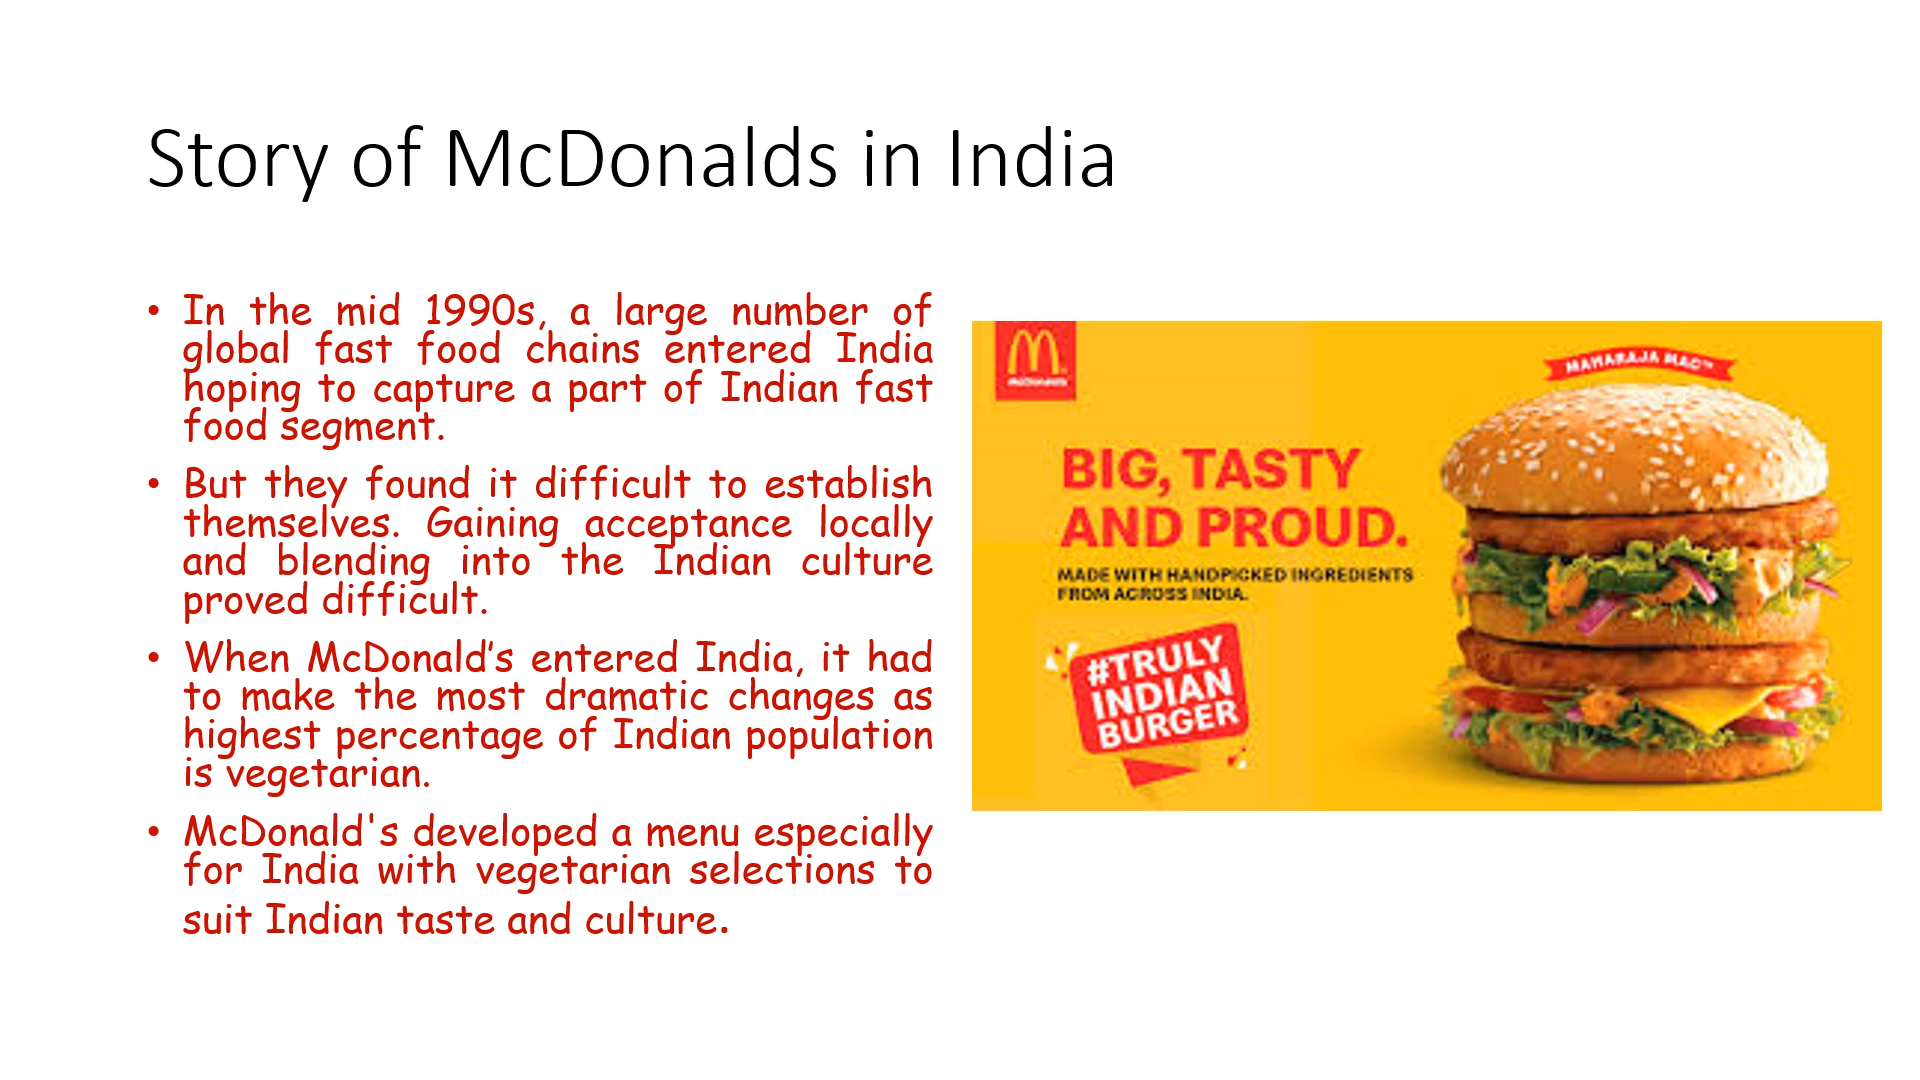 Story of McDonalds in India
• In the mid 1990s, a large number of
global fast food chains entered India
hoping to capture a part of Indian fast
food segment.
• But they found it difficult to establish
themselves. Gaining acceptance locally
and blending into the Indian culture
proved difficult.
• When McDonald’s entered India, it had
to make the most dramatic changes as
highest percentage of Indian population
is vegetarian.
• McDonald's developed a menu especially
for India with vegetarian selections to
suit Indian taste and culture.
McDonald's
MAHARAJA MAC™
BIG, TASTY
AND PROUD.
MADE WITH HANDPICKED INGREDIENTS
FROM ACROSS INDIA.
#TRULY
INDIAN
BURGER